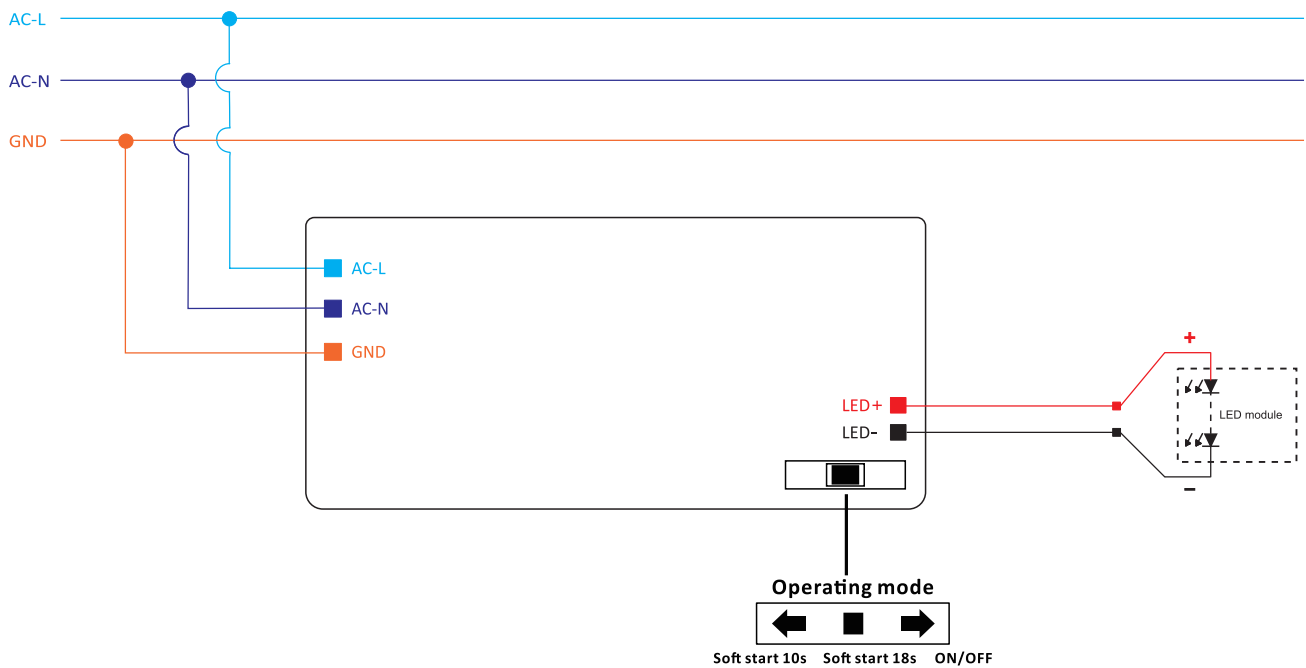 AC-L
AC-N
GND
AC-L
AC-N
GND
LED+
LED-
+
LED module
–
Operating mode
Soft start 10s Soft start 18s ON/OFF